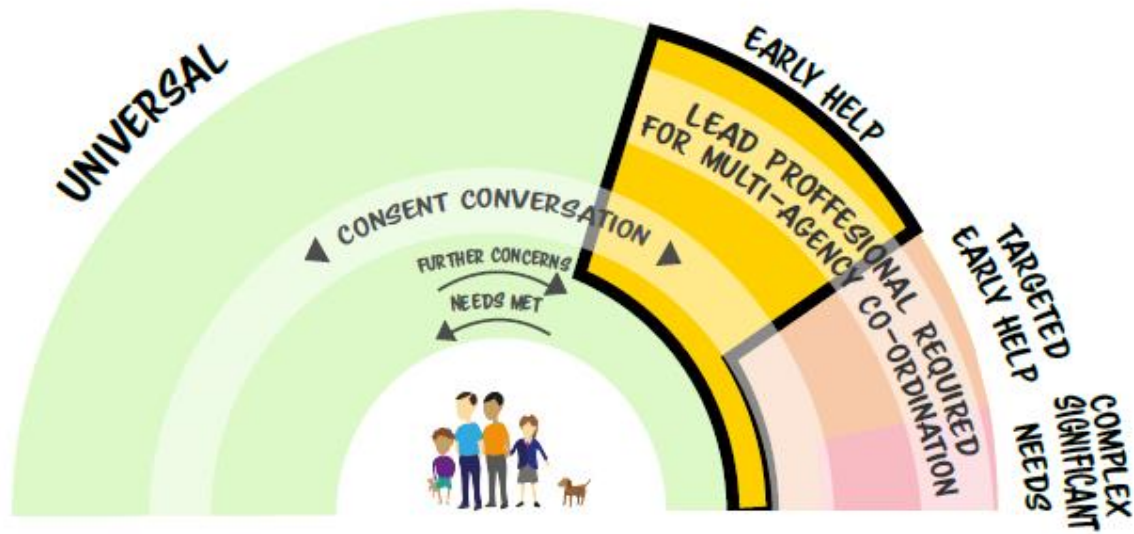 UNIVERSAL
EARLY HELP
LEAD PROFFESIONAL REQUIRED
FOR MULTI-AGENCY CO-ORDINATION
CONSENT CONVERSATION
FURTHER CONCERNS
NEEDS MET
TARGETED
EARLY HELP
COMPLEX
SIGNIFICANT
NEEDS